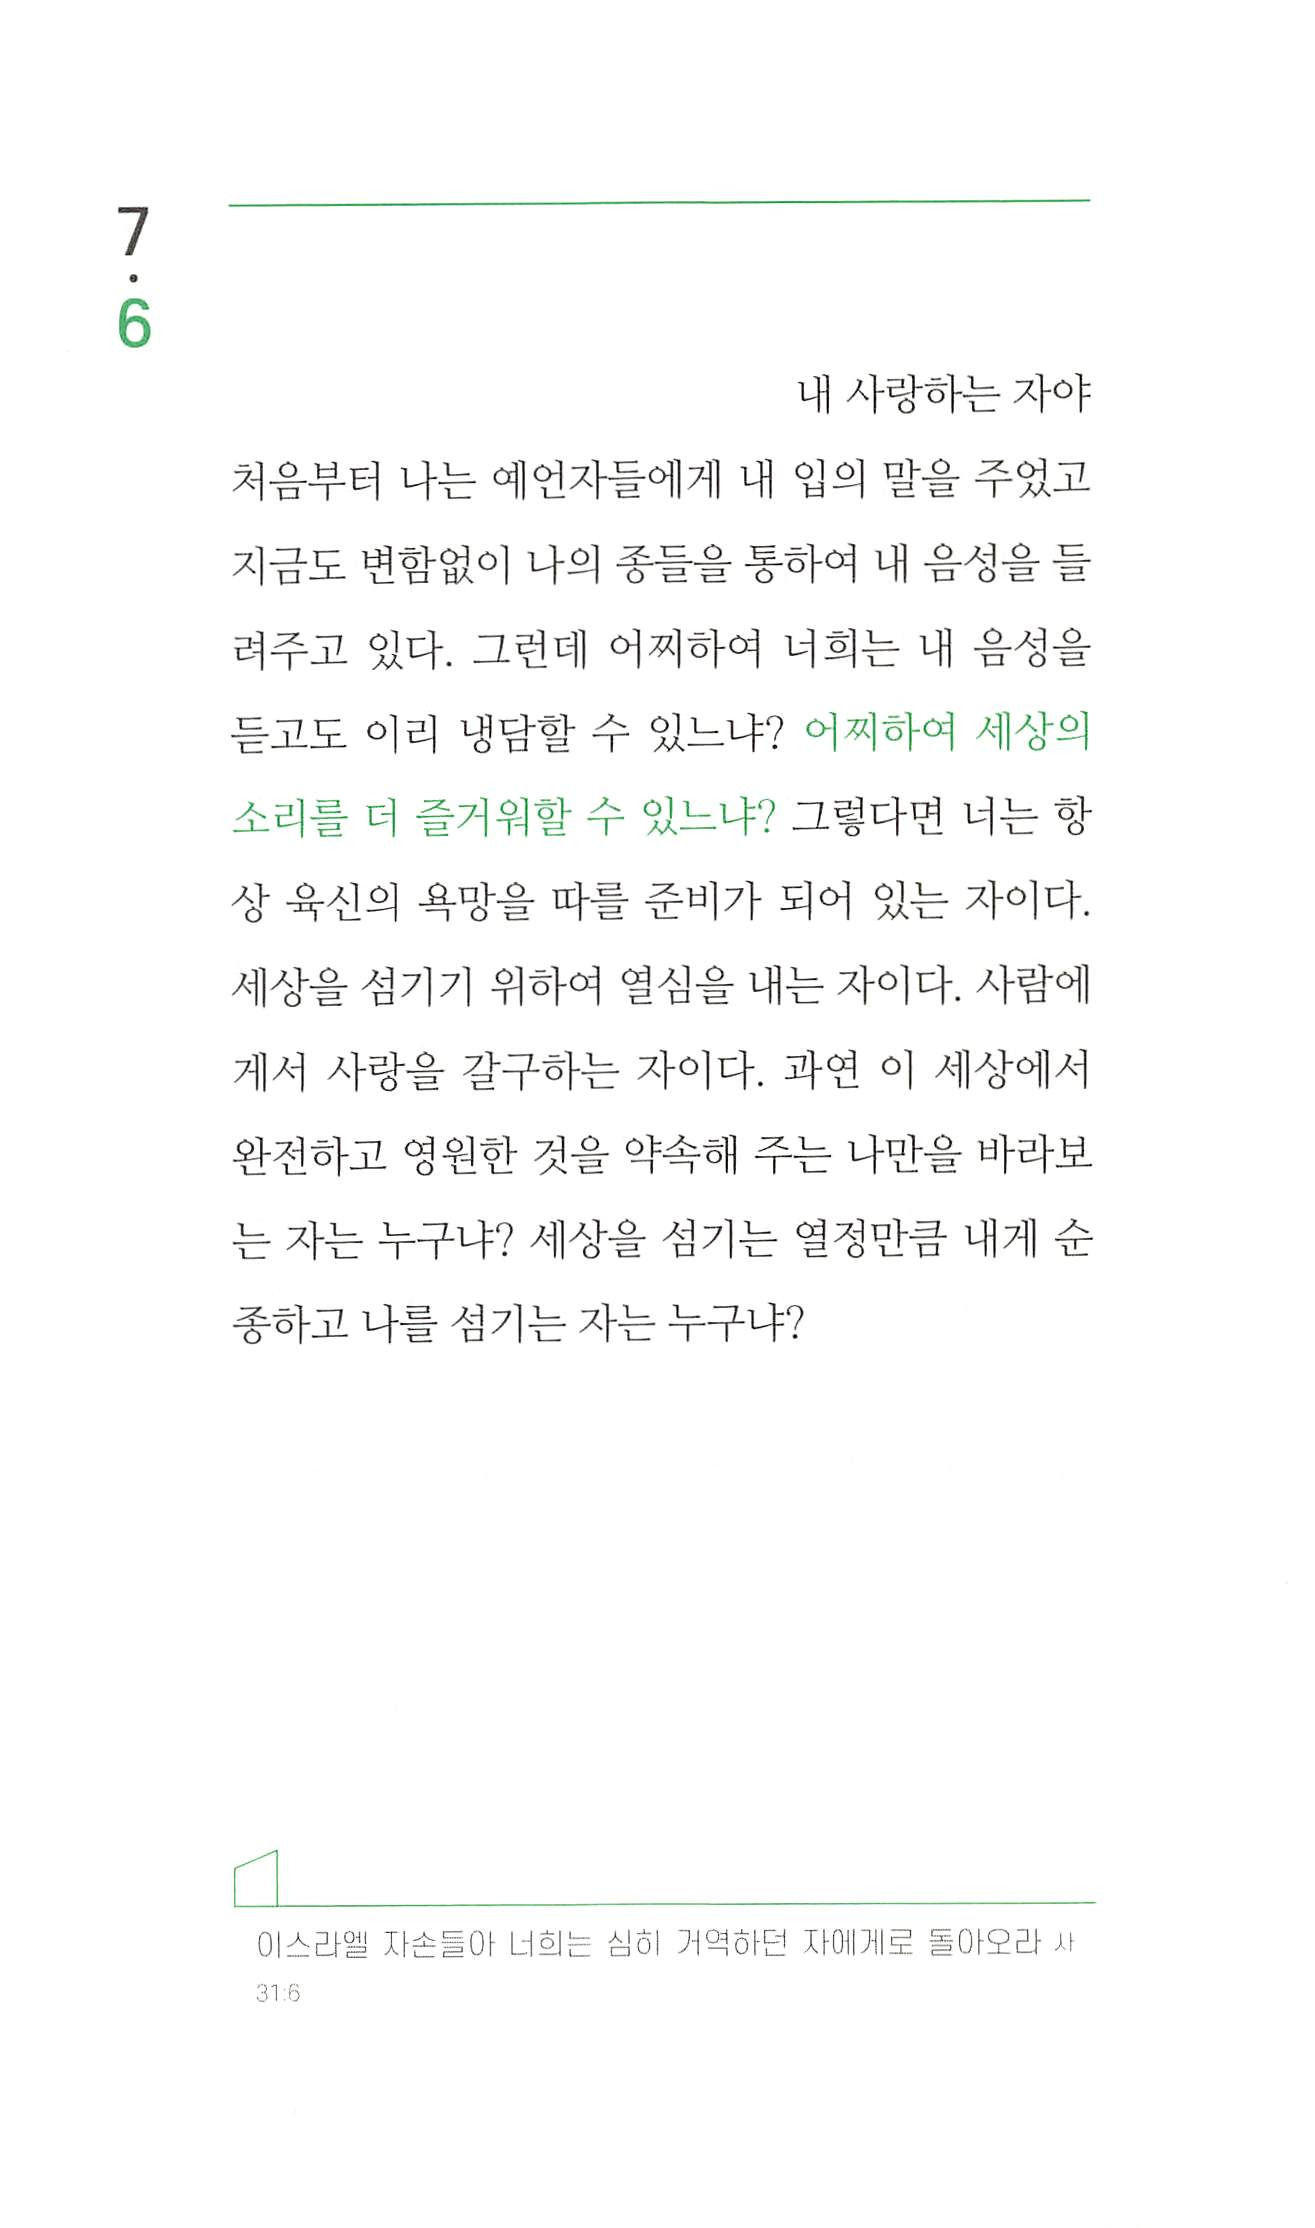 7
.
6
내 사랑하는 자야
처음부터 나는 예언자들에게 내 입의 말을 주었고
지금도 변함없이 나의 종들을 통하여 내 음성을 들
려주고 있다. 그런데 어찌하여 너희는 내 음성을
듣고도 이리 냉담할 수 있느냐? 어찌하여 세상의
소리를 더 즐거워할 수 있느냐? 그렇다면 너는 항
상 육신의 욕망을 따를 준비가 되어 있는 자이다.
세상을 섬기기 위하여 열심을 내는 자이다. 사람에
게서 사랑을 갈구하는 자이다. 과연 이 세상에서
완전하고 영원한 것을 약속해 주는 나만을 바라보
는 자는 누구냐? 세상을 섬기는 열정만큼 내게 순
종하고 나를 섬기는 자는 누구냐?
이스라엘 자손들아 너희는 심히 거역하던 자에게로 돌아오라 사
31:6